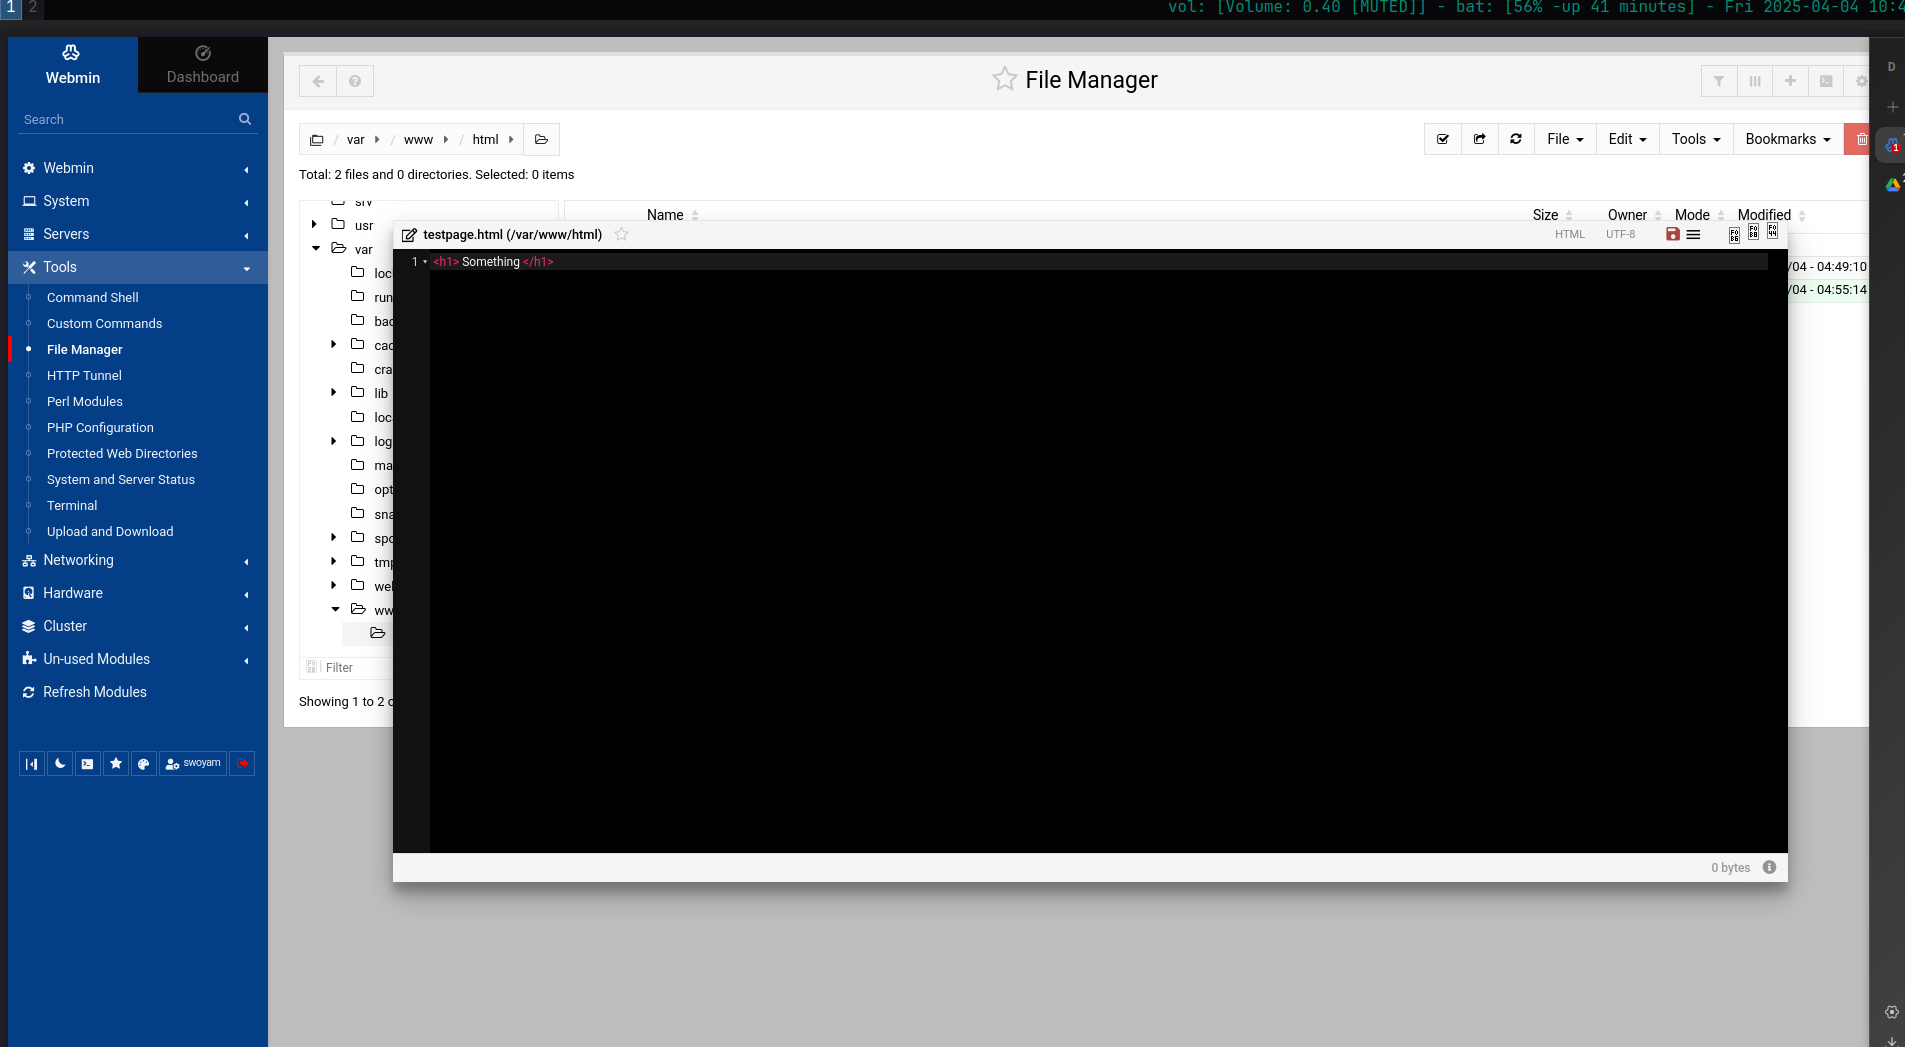 1 2
vol: [Volume: 0.40 [MUTED]] - bat: [56% -up 41 minutes] - Fri 2025-04-04 10:4
Webmin
Dashboard
Search
Webmin
System
Servers
Tools
Command Shell
Custom Commands
File Manager
HTTP Tunnel
Perl Modules
PHP Configuration
Protected Web Directories
System and Server Status
Terminal
Upload and Download
Networking
Hardware
Cluster
Un-used Modules
Refresh Modules
swoyam
File Manager
/ var / www / html
File Edit Tools Bookmarks
Total: 2 files and 0 directories. Selected: 0 items
Name Size Owner Mode Modified
srv
usr
var
loc
run
bac
cac
cra
lib
loc
log
ma
opt
sna
spo
tmp
we
ww
Filter
Showing 1 to 2 o
testpage.html (/var/www/html)
HTML UTF-8
1 <h1> Something </h1>
0 bytes
/04 - 04:49:10
/04 - 04:55:14
D
1